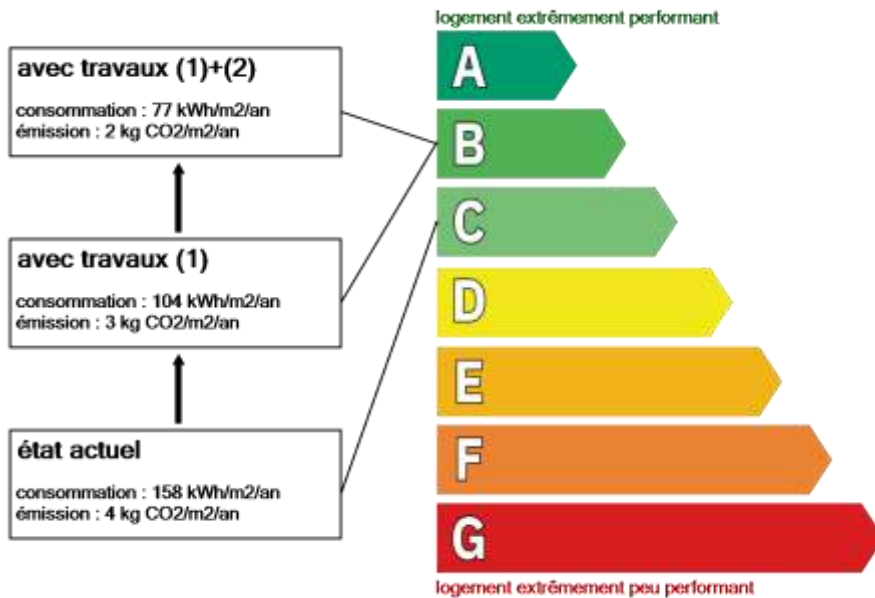 logement extrêmement performant
avec travaux (1)+(2)
consommation : 77 kWh/m2/an
émission : 2 kg CO2/m2/an
avec travaux (1)
consommation : 104 kWh/m2/an
émission : 3 kg CO2/m2/an
état actuel
consommation : 158 kWh/m2/an
émission : 4 kg CO2/m2/an
A
B
C
D
E
F
G
logement extrêmement peu performant